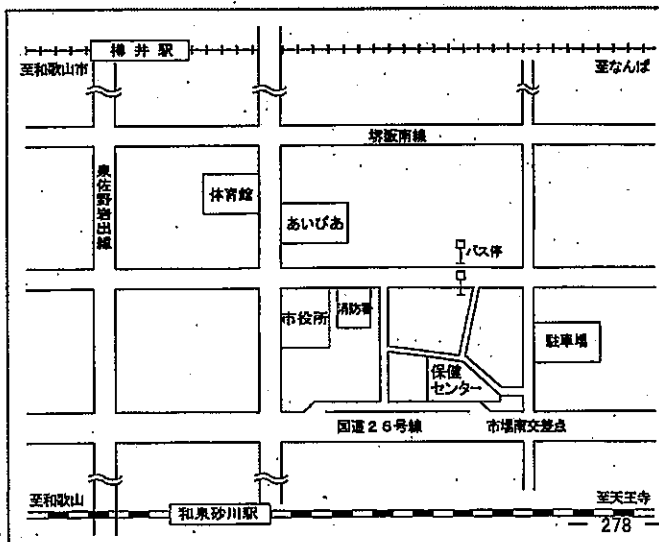 樽井駅
至和歌山市
至なんば
堺阪南線
泉佐野岩出線
体育館
あいぴあ
バス停
市役所
消防署
駐車場
保健
センター
国道26号線
市場南交差点
至和歌山
和泉砂川駅
至天王寺
— 278 —